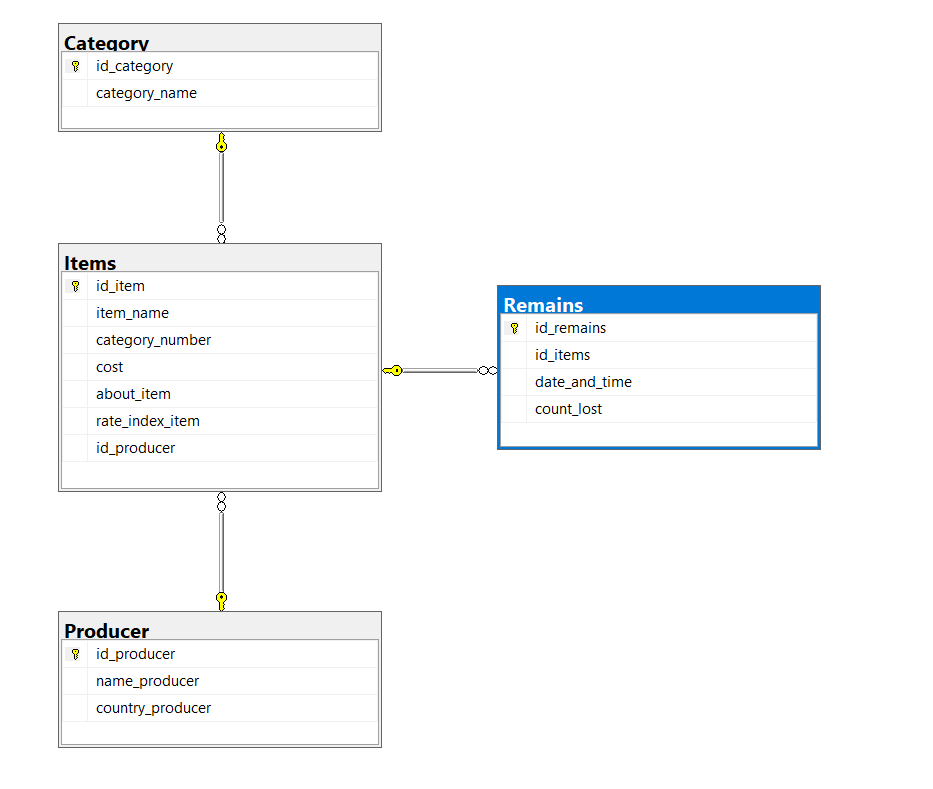 Category
id_category
category_name
Items
id_item
item_name
category_number
cost
about_item
rate_index_item
id_producer
Remains
id_remains
id_items
date_and_time
count_lost
Producer
id_producer
name_producer
country_producer